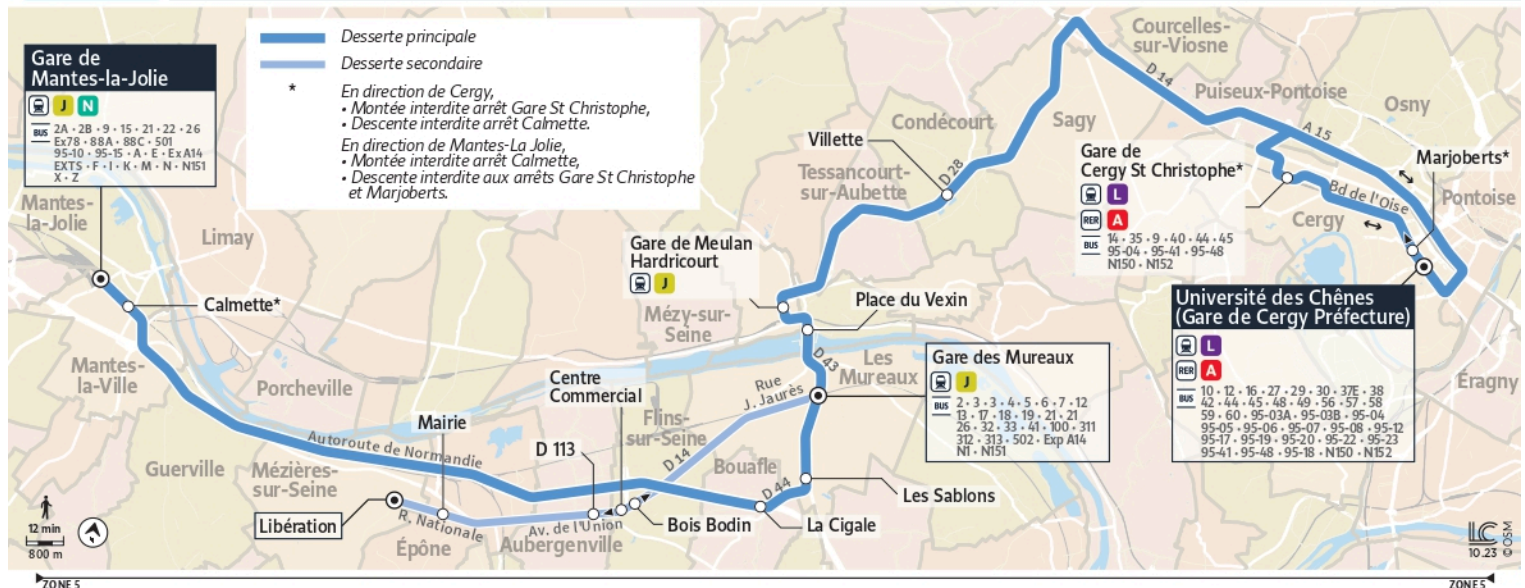 Gare de
Mantes-la-Jolie
J N
BUS
2A • 2B • 9 • 15 • 21 • 22 • 26
Ex78 • 88A • 88C • 501
95-10 • 95-15 • A • E • Ex A14
EXTS • F • I • K • M • N • N151
X • Z
Desserte principale
Desserte secondaire
*
En direction de Cergy,
• Montée interdite arrêt Gare St Christophe,
• Descente interdite arrêt Calmette.
En direction de Mantes-La Jolie,
• Montée interdite arrêt Calmette,
• Descente interdite aux arrêts Gare St Christophe
et Marjoberts.
Courcelles-
sur-Viosne
D 14
Puiseux-Pontoise
Osny
A 15
Sagy
Condécourt
Villette
D 28
Tessancourt-
sur-Aubette
Gare de
Cergy St Christophe*
L
RER A
BUS
14 • 35 • 9 • 40 • 44 • 45
95-04 • 95-41 • 95-48
N150 • N152
Marjoberts*
Bd de l'Oise
Pontoise
Cergy
Mantes-
la-Jolie
Limay
Calmette*
Gare de Meulan
Hardricourt
J
Mézy-sur-
Seine
Place du Vexin
D 43
Les
Mureaux
Université des Chênes
(Gare de Cergy Préfecture)
L
RER A
BUS
10 • 12 • 16 • 27 • 29 • 30 • 37E • 38
42 • 44 • 45 • 48 • 49 • 56 • 57 • 58
59 • 60 • 95-03A • 95-03B • 95-04
95-05 • 95-06 • 95-07 • 95-08 • 95-12
95-17 • 95-19 • 95-20 • 95-22 • 95-23
95-41 • 95-48 • 95-18 • N150 • N152
Éragny
Gare des Mureaux
J
BUS
2 • 3 • 3 • 4 • 5 • 6 • 7 • 12
13 • 17 • 18 • 19 • 21 • 21
26 • 32 • 33 • 41 • 100 • 311
312 • 313 • 502 • Exp A14
N1 • N151
Mantes-
la-Ville
Porcheville
Centre
Commercial
Rue
J. Jaurès
Flins-
sur-Seine
Mairie
D 113
D 14
Bouafle
D 44
Autoroute de Normandie
Guerville
Mézières-
sur-Seine
Les Sablons
Libération
R. Nationale
Av. de l'Union
Bois Bodin
La Cigale
Épône
Aubergenville
12 min
800 m
LC
10.23
© OSM
ZONE 5
ZONE 5